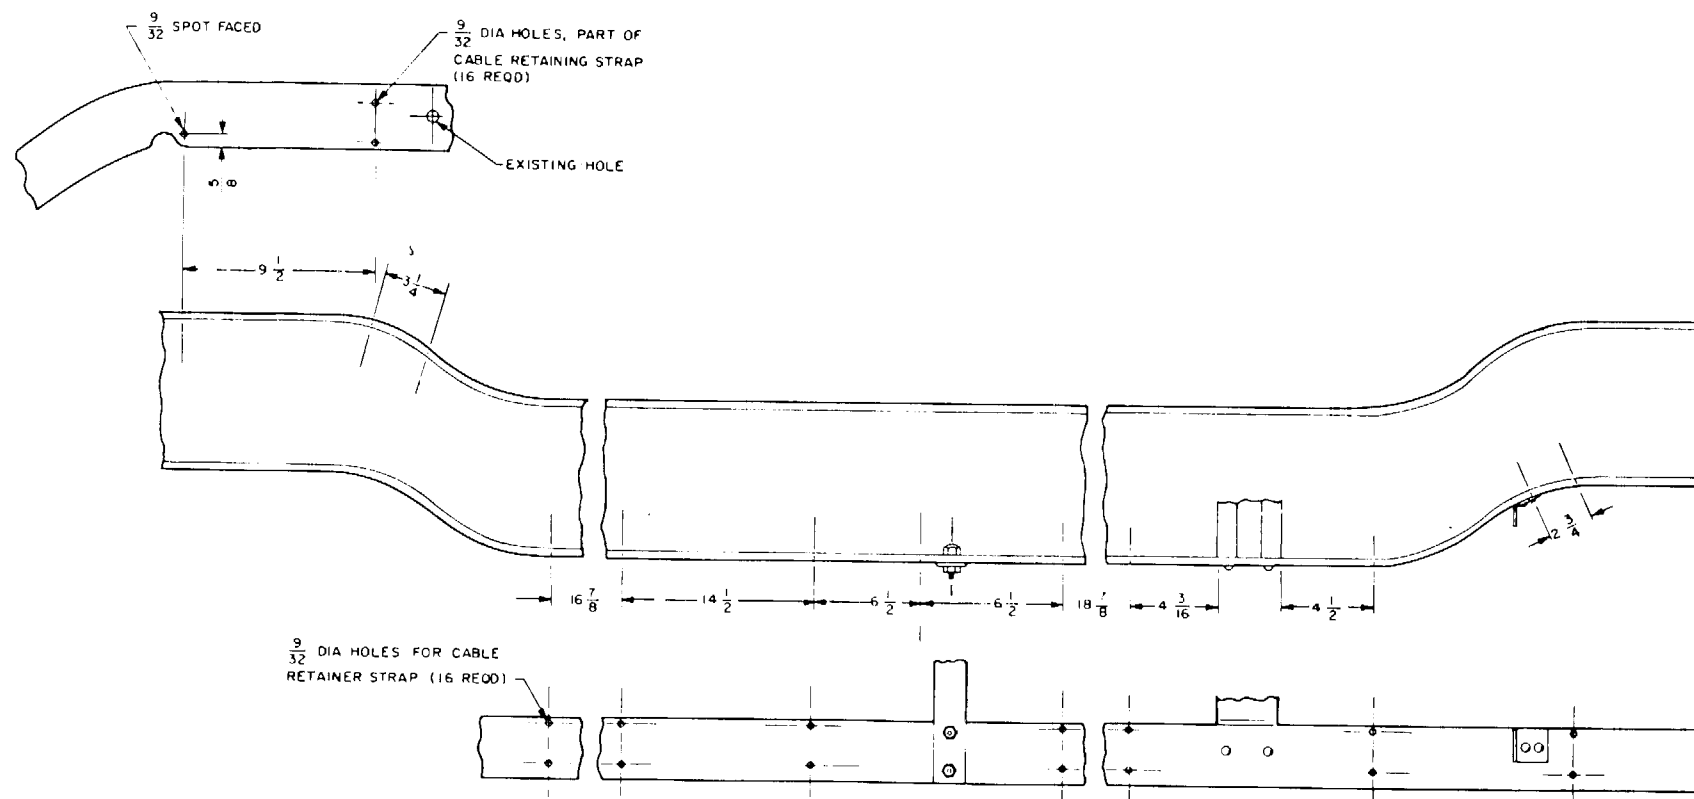 9/32 SPOT FACED
9/32 DIA HOLES, PART OF
CABLE RETAINING STRAP
(16 REQD)
EXISTING HOLE
5/8
9 1/2
3 1/4
2 3/4
16 7/8
14 1/2
6 1/2
6 1/2
18 7/8
4 3/16
4 1/2
9/32 DIA HOLES FOR CABLE
RETAINER STRAP (16 REQD)